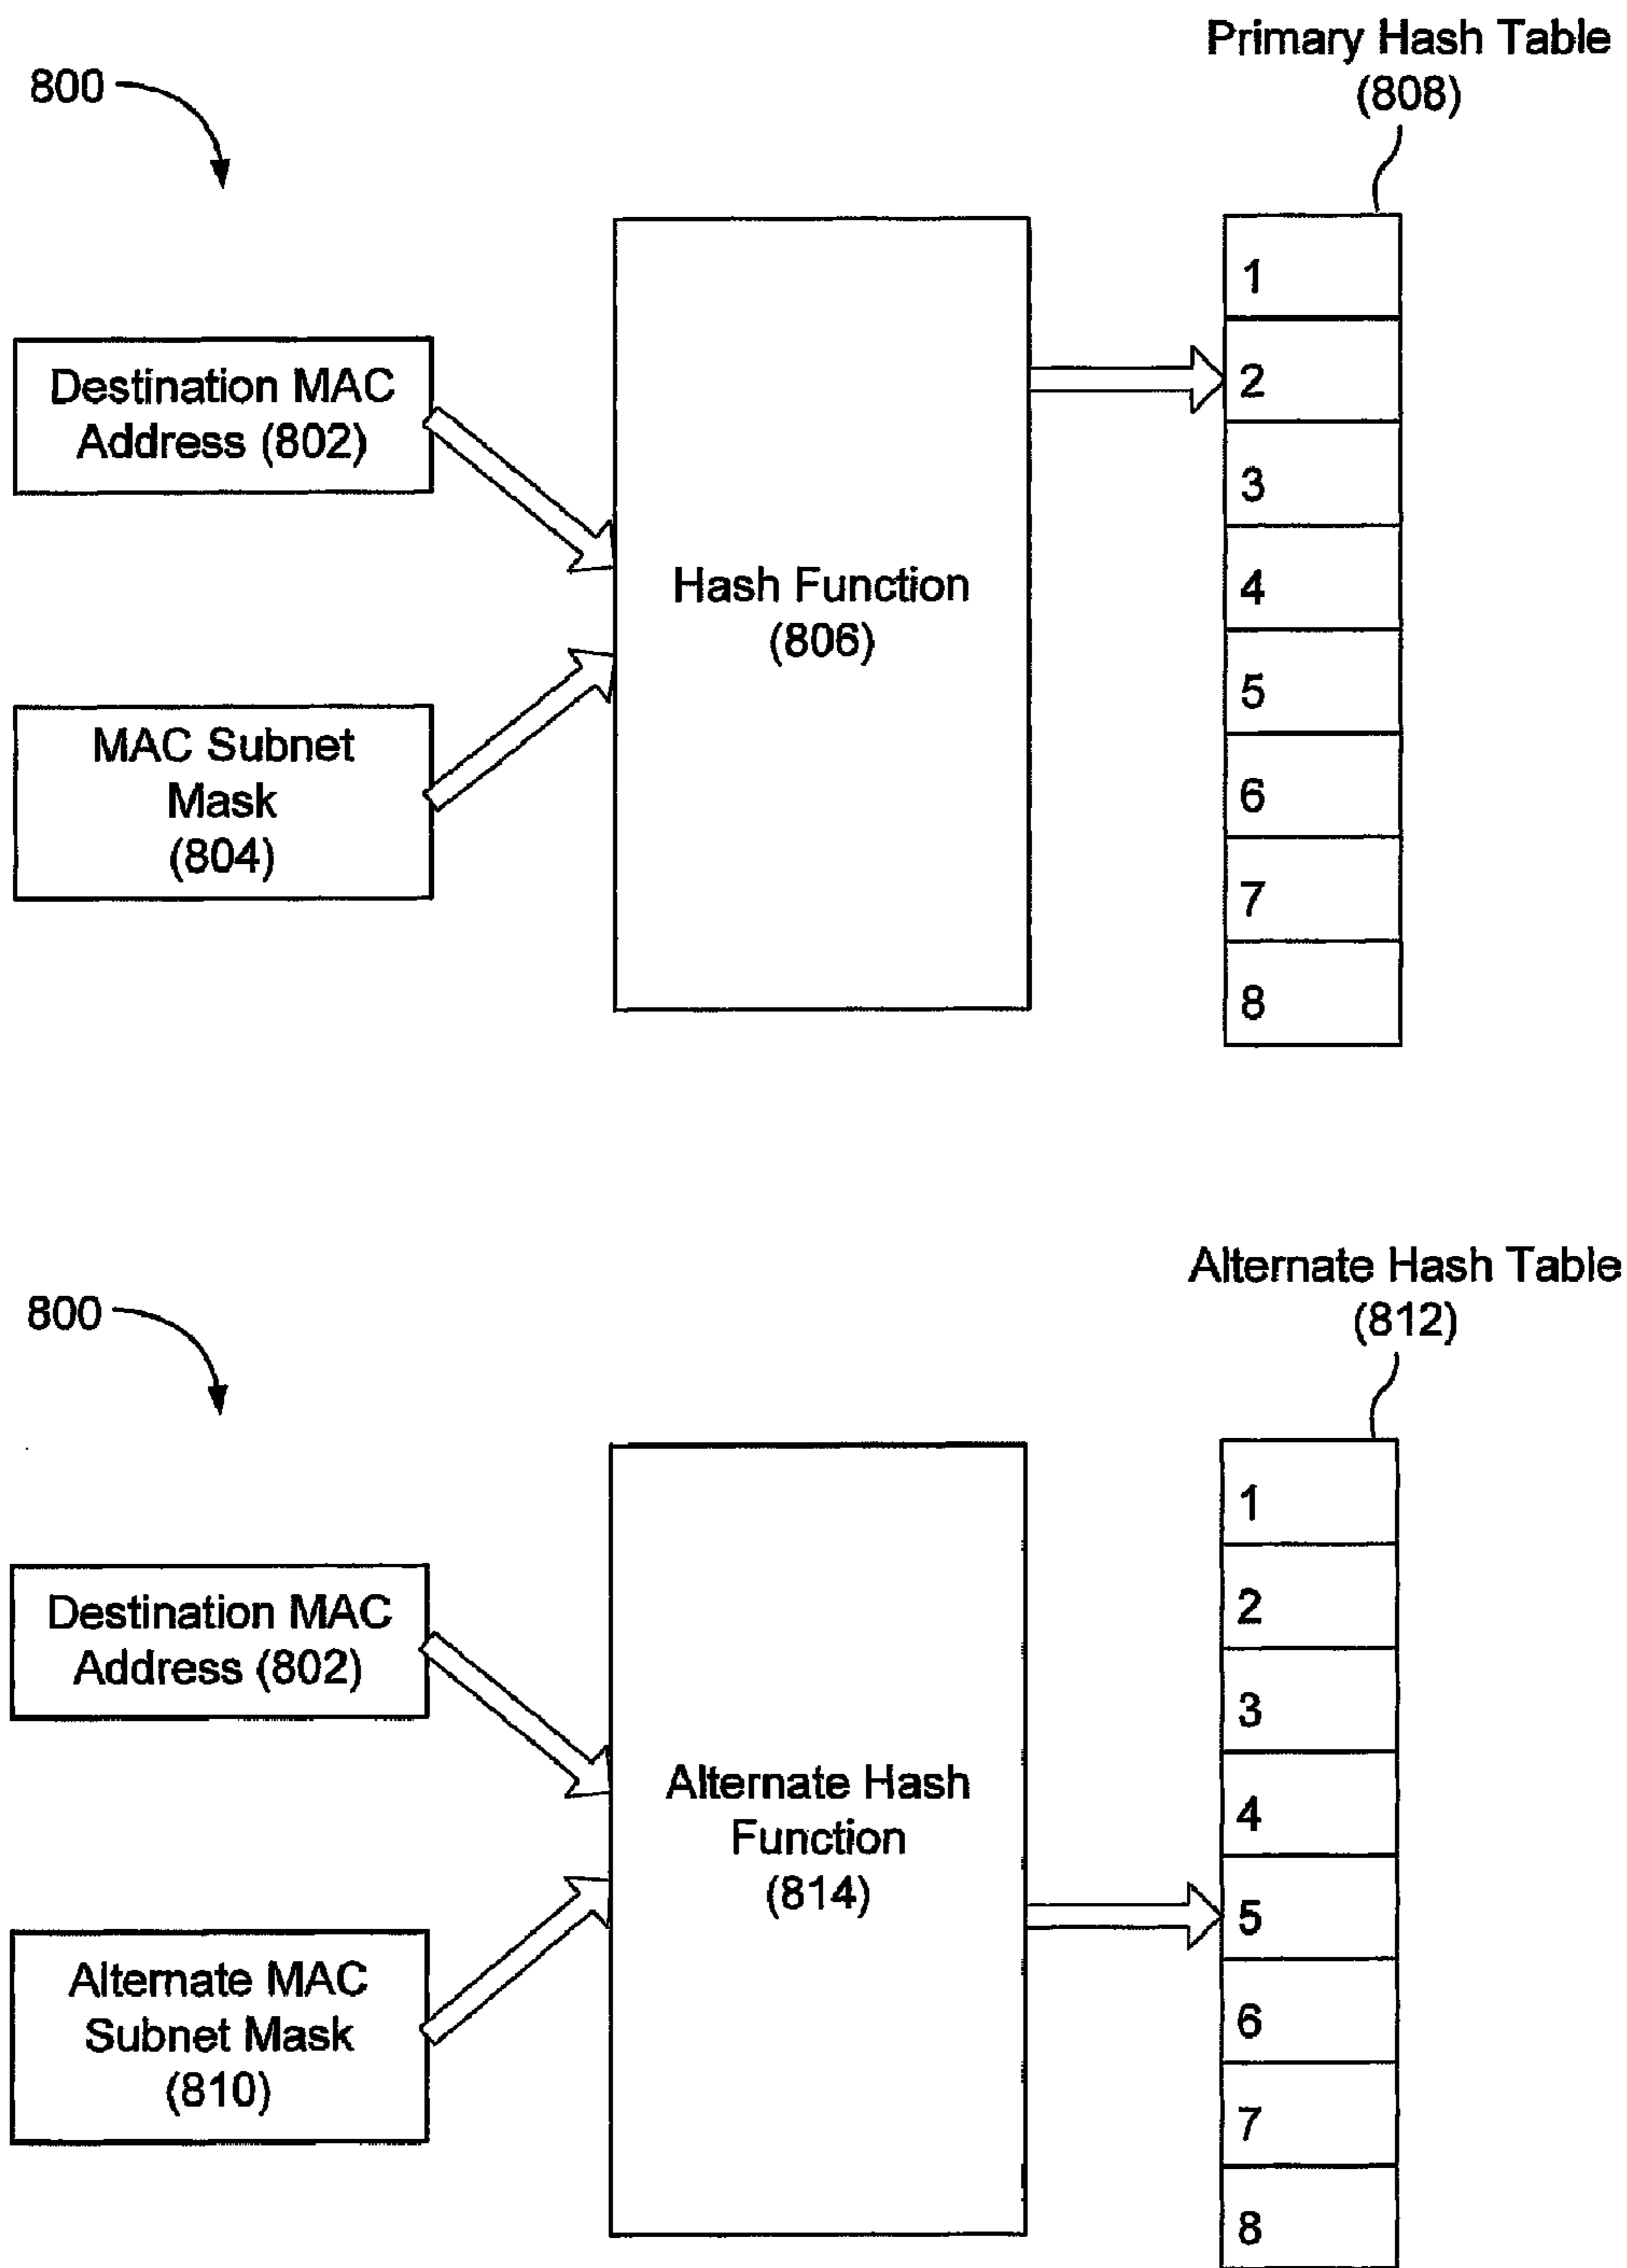 Primary Hash Table
(808)
800
1
2
3
4
5
6
7
8
Destination MAC
Address (802)
Hash Function
(806)
MAC Subnet
Mask
(804)
Alternate Hash Table
(812)
800
1
2
3
4
5
6
7
8
Destination MAC
Address (802)
Alternate Hash
Function
(814)
Alternate MAC
Subnet Mask
(810)